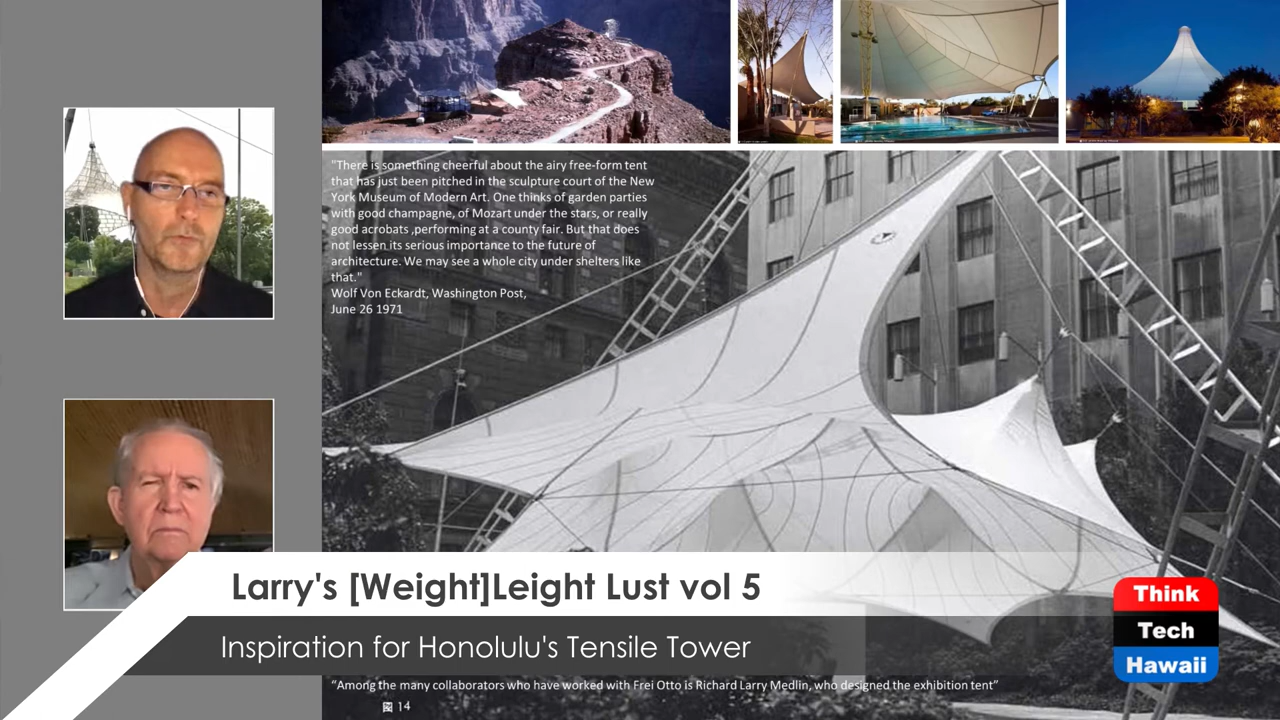 "There is something cheerful about the airy free-form tent
that has just been pitched in the sculpture court of the New
York Museum of Modern Art. One thinks of garden parties
with good champagne, of Mozart under the stars, or really
good acrobats ,performing at a county fair. But that does
not lessen its serious importance to the future of
architecture. We may see a whole city under shelters like
that."
Wolf Von Eckardt, Washington Post,
June 26 1971
Larry's [Weight]Leight Lust vol 5
Inspiration for Honolulu's Tensile Tower
Think
Tech
Hawaii
“Among the many collaborators who have worked with Frei Otto is Richard Larry Medlin, who designed the exhibition tent”
14